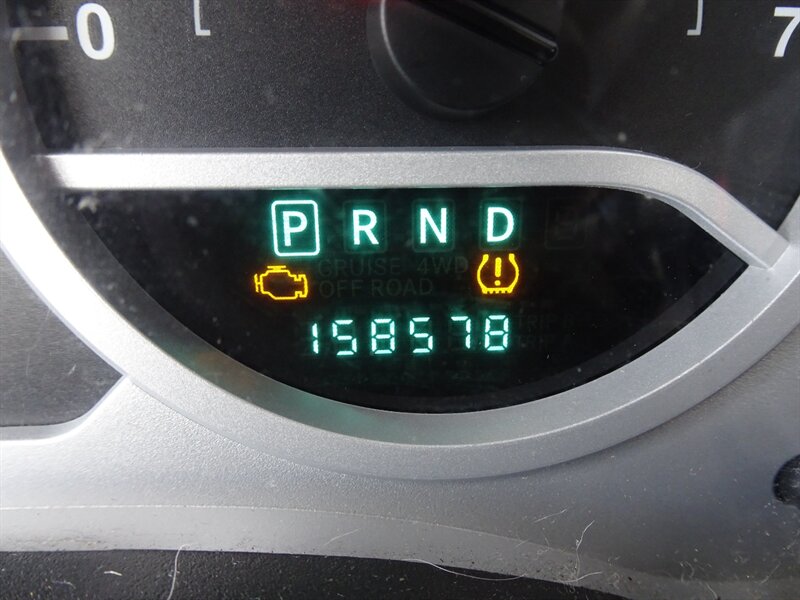 0 7
P R N D
CRUISE 4WD
OFF ROAD
158578